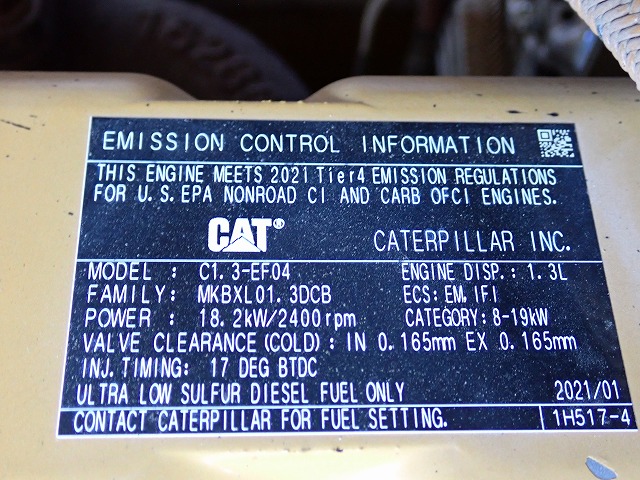 EMISSION CONTROL INFORMATION
THIS ENGINE MEETS 2021 Tier4 EMISSION REGULATIONS
FOR U.S.EPA NONROAD CI AND CARB OFCI ENGINES.
CAT® CATERPILLAR INC.
MODEL : C1.3-EF04 ENGINE DISP.: 1.3L
FAMILY: MKBXL01.3DCB ECS: EM, IFI
POWER : 18.2kW/2400rpm CATEGORY: 8-19kW
VALVE CLEARANCE(COLD): IN 0.165mm EX 0.165mm
INJ.TIMING: 17 DEG BTDC
ULTRA LOW SULFUR DIESEL FUEL ONLY 2021/01
CONTACT CATERPILLAR FOR FUEL SETTING. 1H517-4